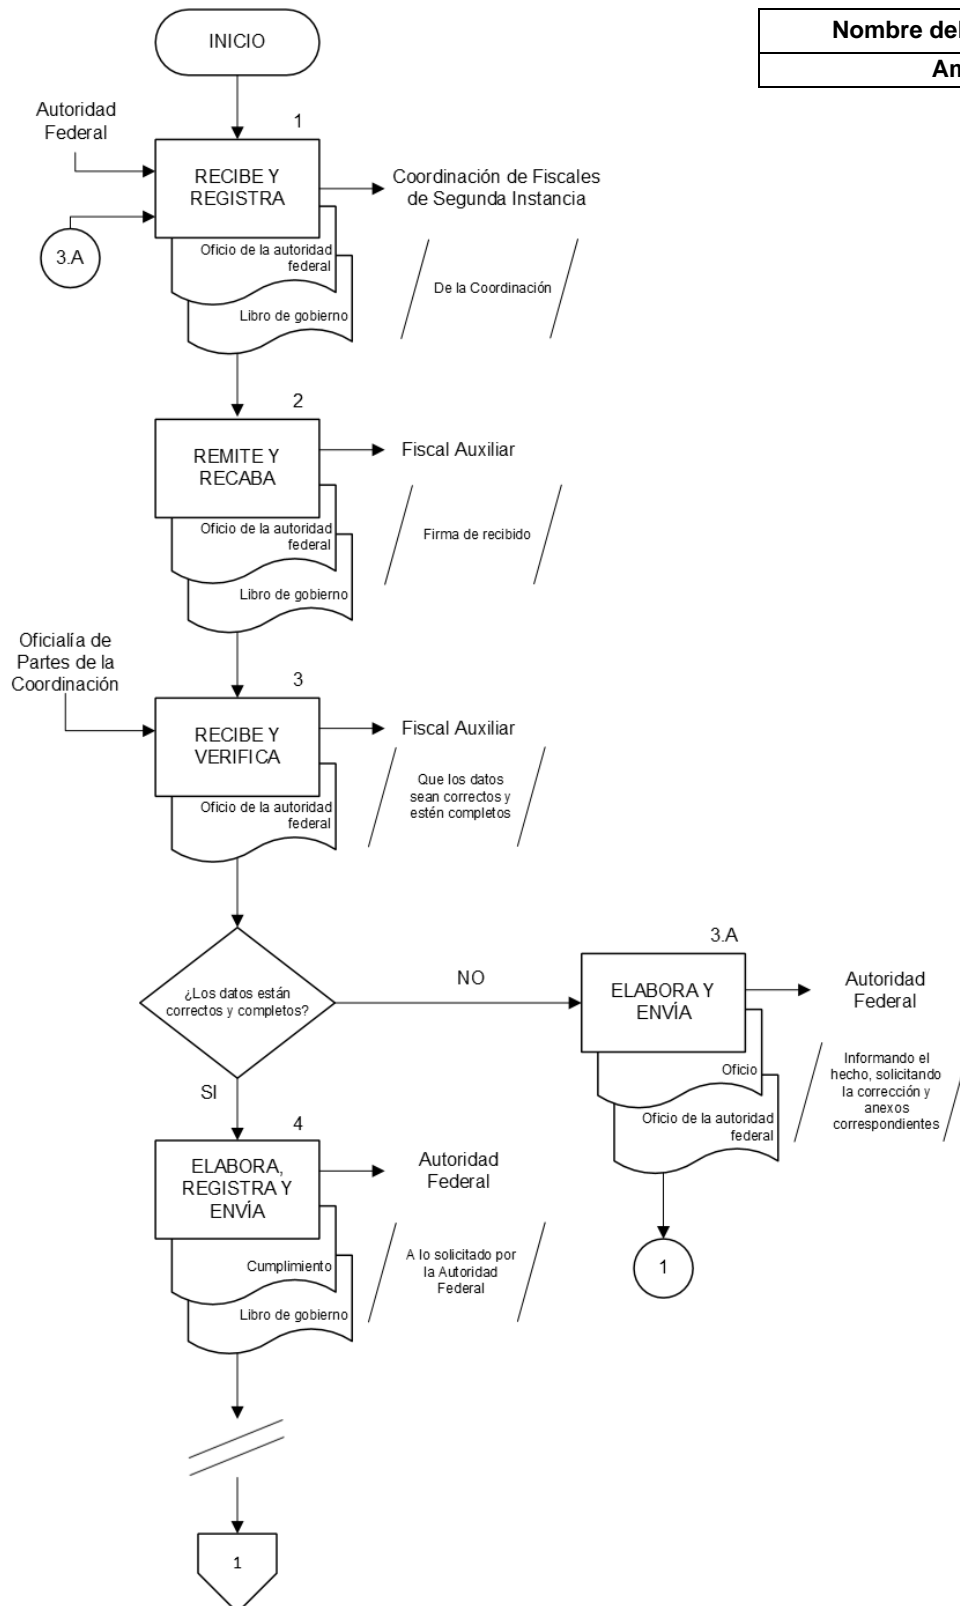 INICIO
Nombre del
An
Autoridad
Federal
1
RECIBE Y
REGISTRA
Coordinación de Fiscales
de Segunda Instancia
3.A
Oficio de la autoridad
federal
De la Coordinación
Libro de gobierno
2
REMITE Y
RECABA
Fiscal Auxiliar
Oficio de la autoridad
federal
Firma de recibido
Libro de gobierno
Oficialía de
Partes de la
Coordinación
3
RECIBE Y
VERIFICA
Fiscal Auxiliar
Que los datos
sean correctos y
estén completos
Oficio de la autoridad
federal
¿Los datos están
correctos y completos?
NO
3.A
ELABORA Y
ENVÍA
Autoridad
Federal
Oficio
Informando el
hecho, solicitando
la corrección y
anexos
correspondientes
Oficio de la autoridad
federal
1
SI
4
ELABORA,
REGISTRA Y
ENVÍA
Autoridad
Federal
Cumplimiento
A lo solicitado por
la Autoridad
Federal
Libro de gobierno
1